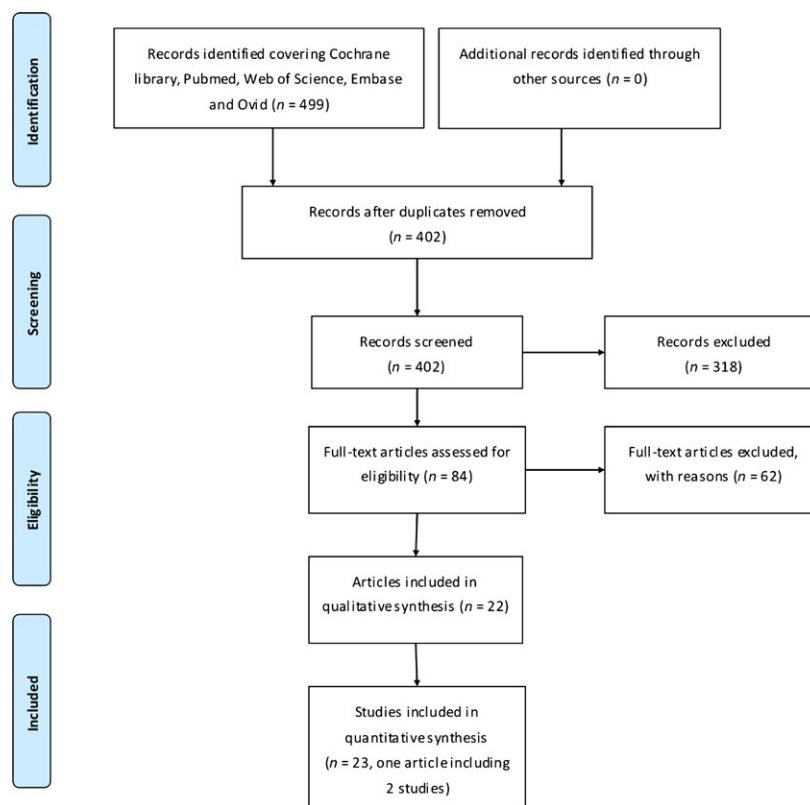 Identification
Records identified covering Cochrane
library, Pubmed, Web of Science, Embase
and Ovid (n = 499)
Additional records identified through
other sources (n = 0)
Records after duplicates removed
(n = 402)
Screening
Records screened
(n = 402)
Records excluded
(n = 318)
Eligibility
Full-text articles assessed for
eligibility (n = 84)
Full-text articles excluded,
with reasons (n = 62)
Articles included in
qualitative synthesis (n = 22)
Included
Studies included in
quantitative synthesis
(n = 23, one article including
2 studies)